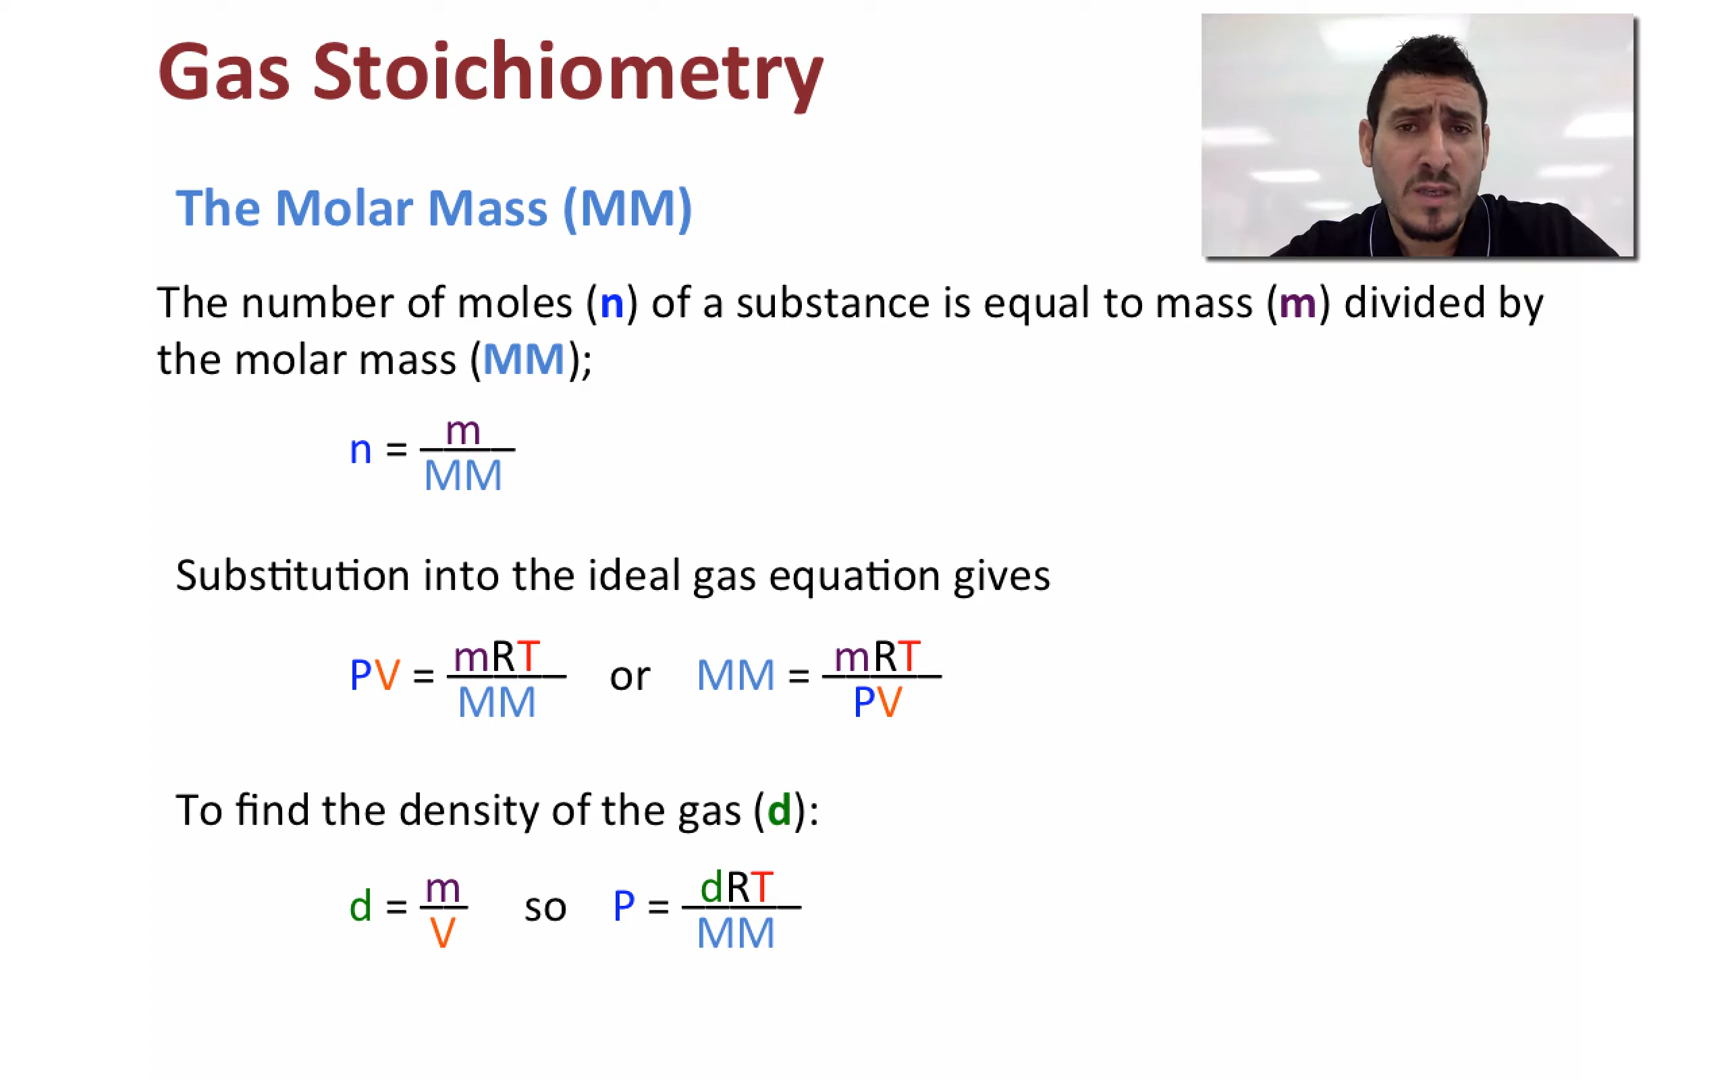 Gas Stoichiometry
The Molar Mass (MM)
The number of moles (n) of a substance is equal to mass (m) divided by
the molar mass (MM);
n = m/MM
Substitution into the ideal gas equation gives
PV = mRT/MM or MM = mRT/PV
To find the density of the gas (d):
d = m/V so P = dRT/MM